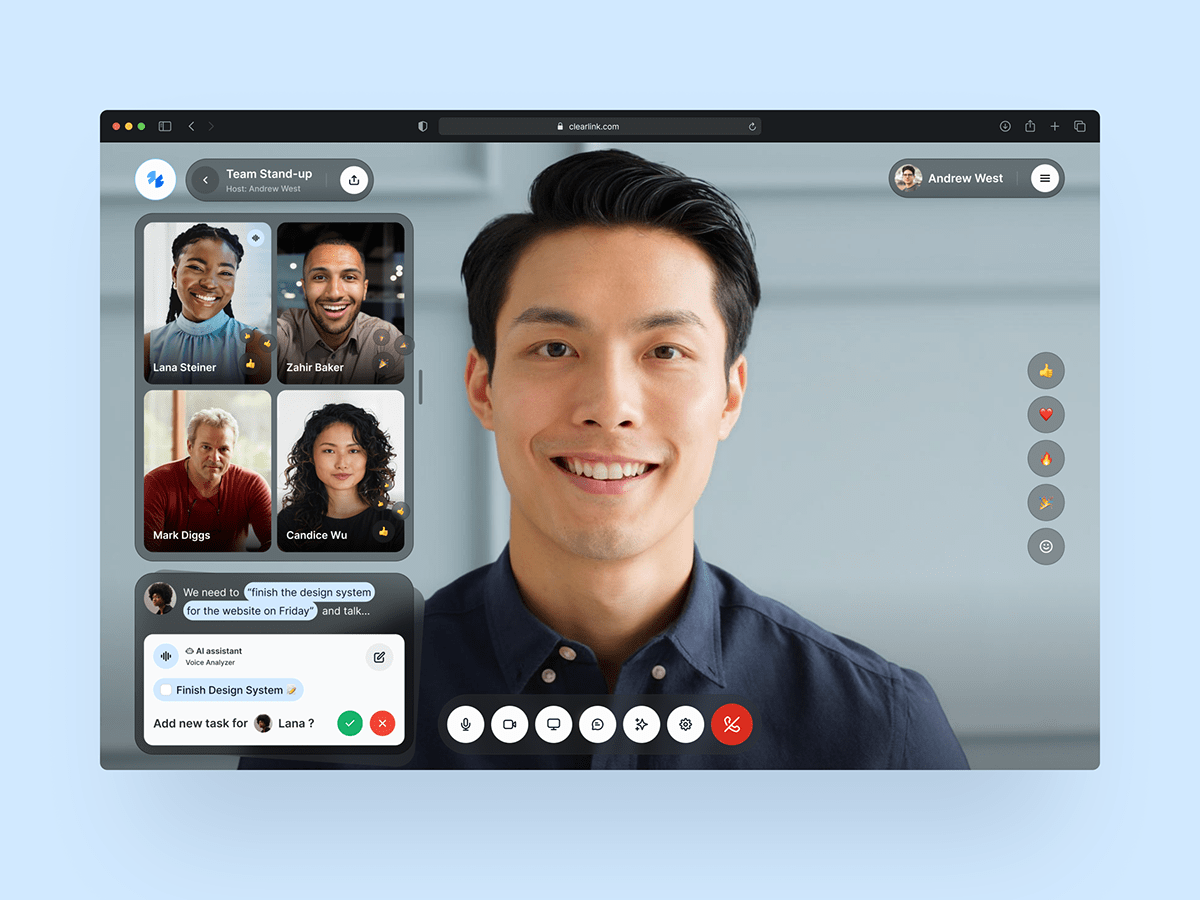 clearlink.com
Team Stand-up
Host: Andrew West
Andrew West
Lana Steiner
Zahir Baker
Mark Diggs
Candice Wu
We need to “finish the design system
for the website on Friday” and talk...
AI assistant
Voice Analyzer
Finish Design System
Add new task for Lana ?